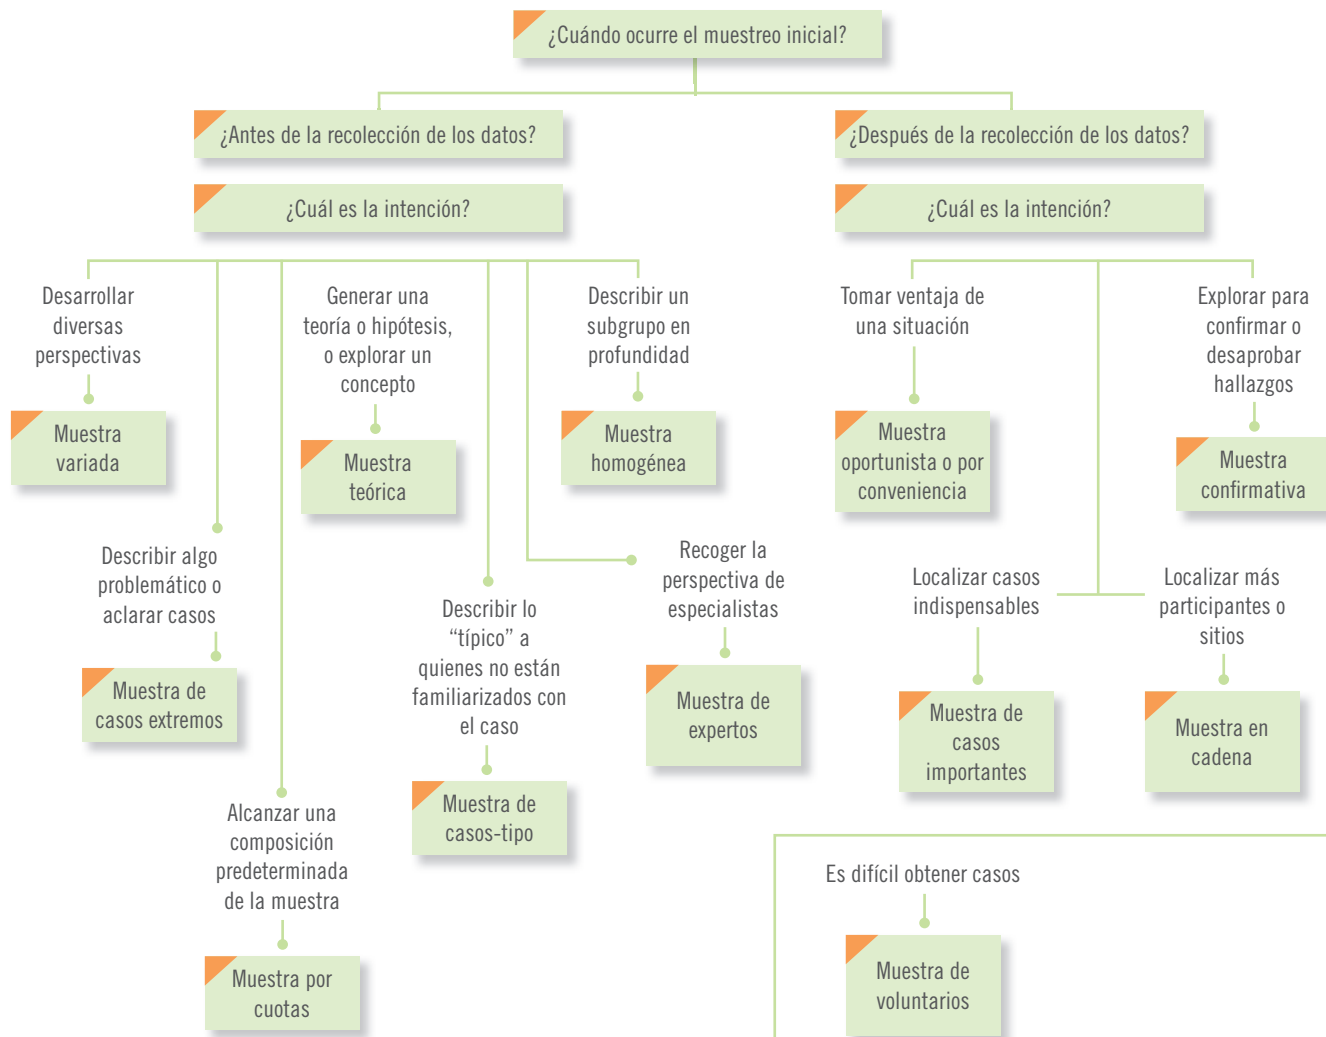 ¿Cuándo ocurre el muestreo inicial?
¿Antes de la recolección de los datos?
¿Después de la recolección de los datos?
¿Cuál es la intención?
¿Cuál es la intención?
Desarrollar
diversas
perspectivas
Generar una
teoría o hipótesis,
o explorar un
concepto
Describir un
subgrupo en
profundidad
Tomar ventaja de
una situación
Explorar para
confirmar o
desaprobar
hallazgos
Muestra
variada
Muestra
teórica
Muestra
homogénea
Muestra
oportunista o por
conveniencia
Muestra
confirmativa
Describir algo
problemático o
aclarar casos
Describir lo
“típico” a
quienes no están
familiarizados con
el caso
Recoger la
perspectiva de
especialistas
Localizar casos
indispensables
Localizar más
participantes o
sitios
Muestra de
casos extremos
Muestra de
casos-tipo
Muestra de
expertos
Muestra de
casos
importantes
Muestra en
cadena
Alcanzar una
composición
predeterminada
de la muestra
Es difícil obtener casos
Muestra por
cuotas
Muestra de
voluntarios